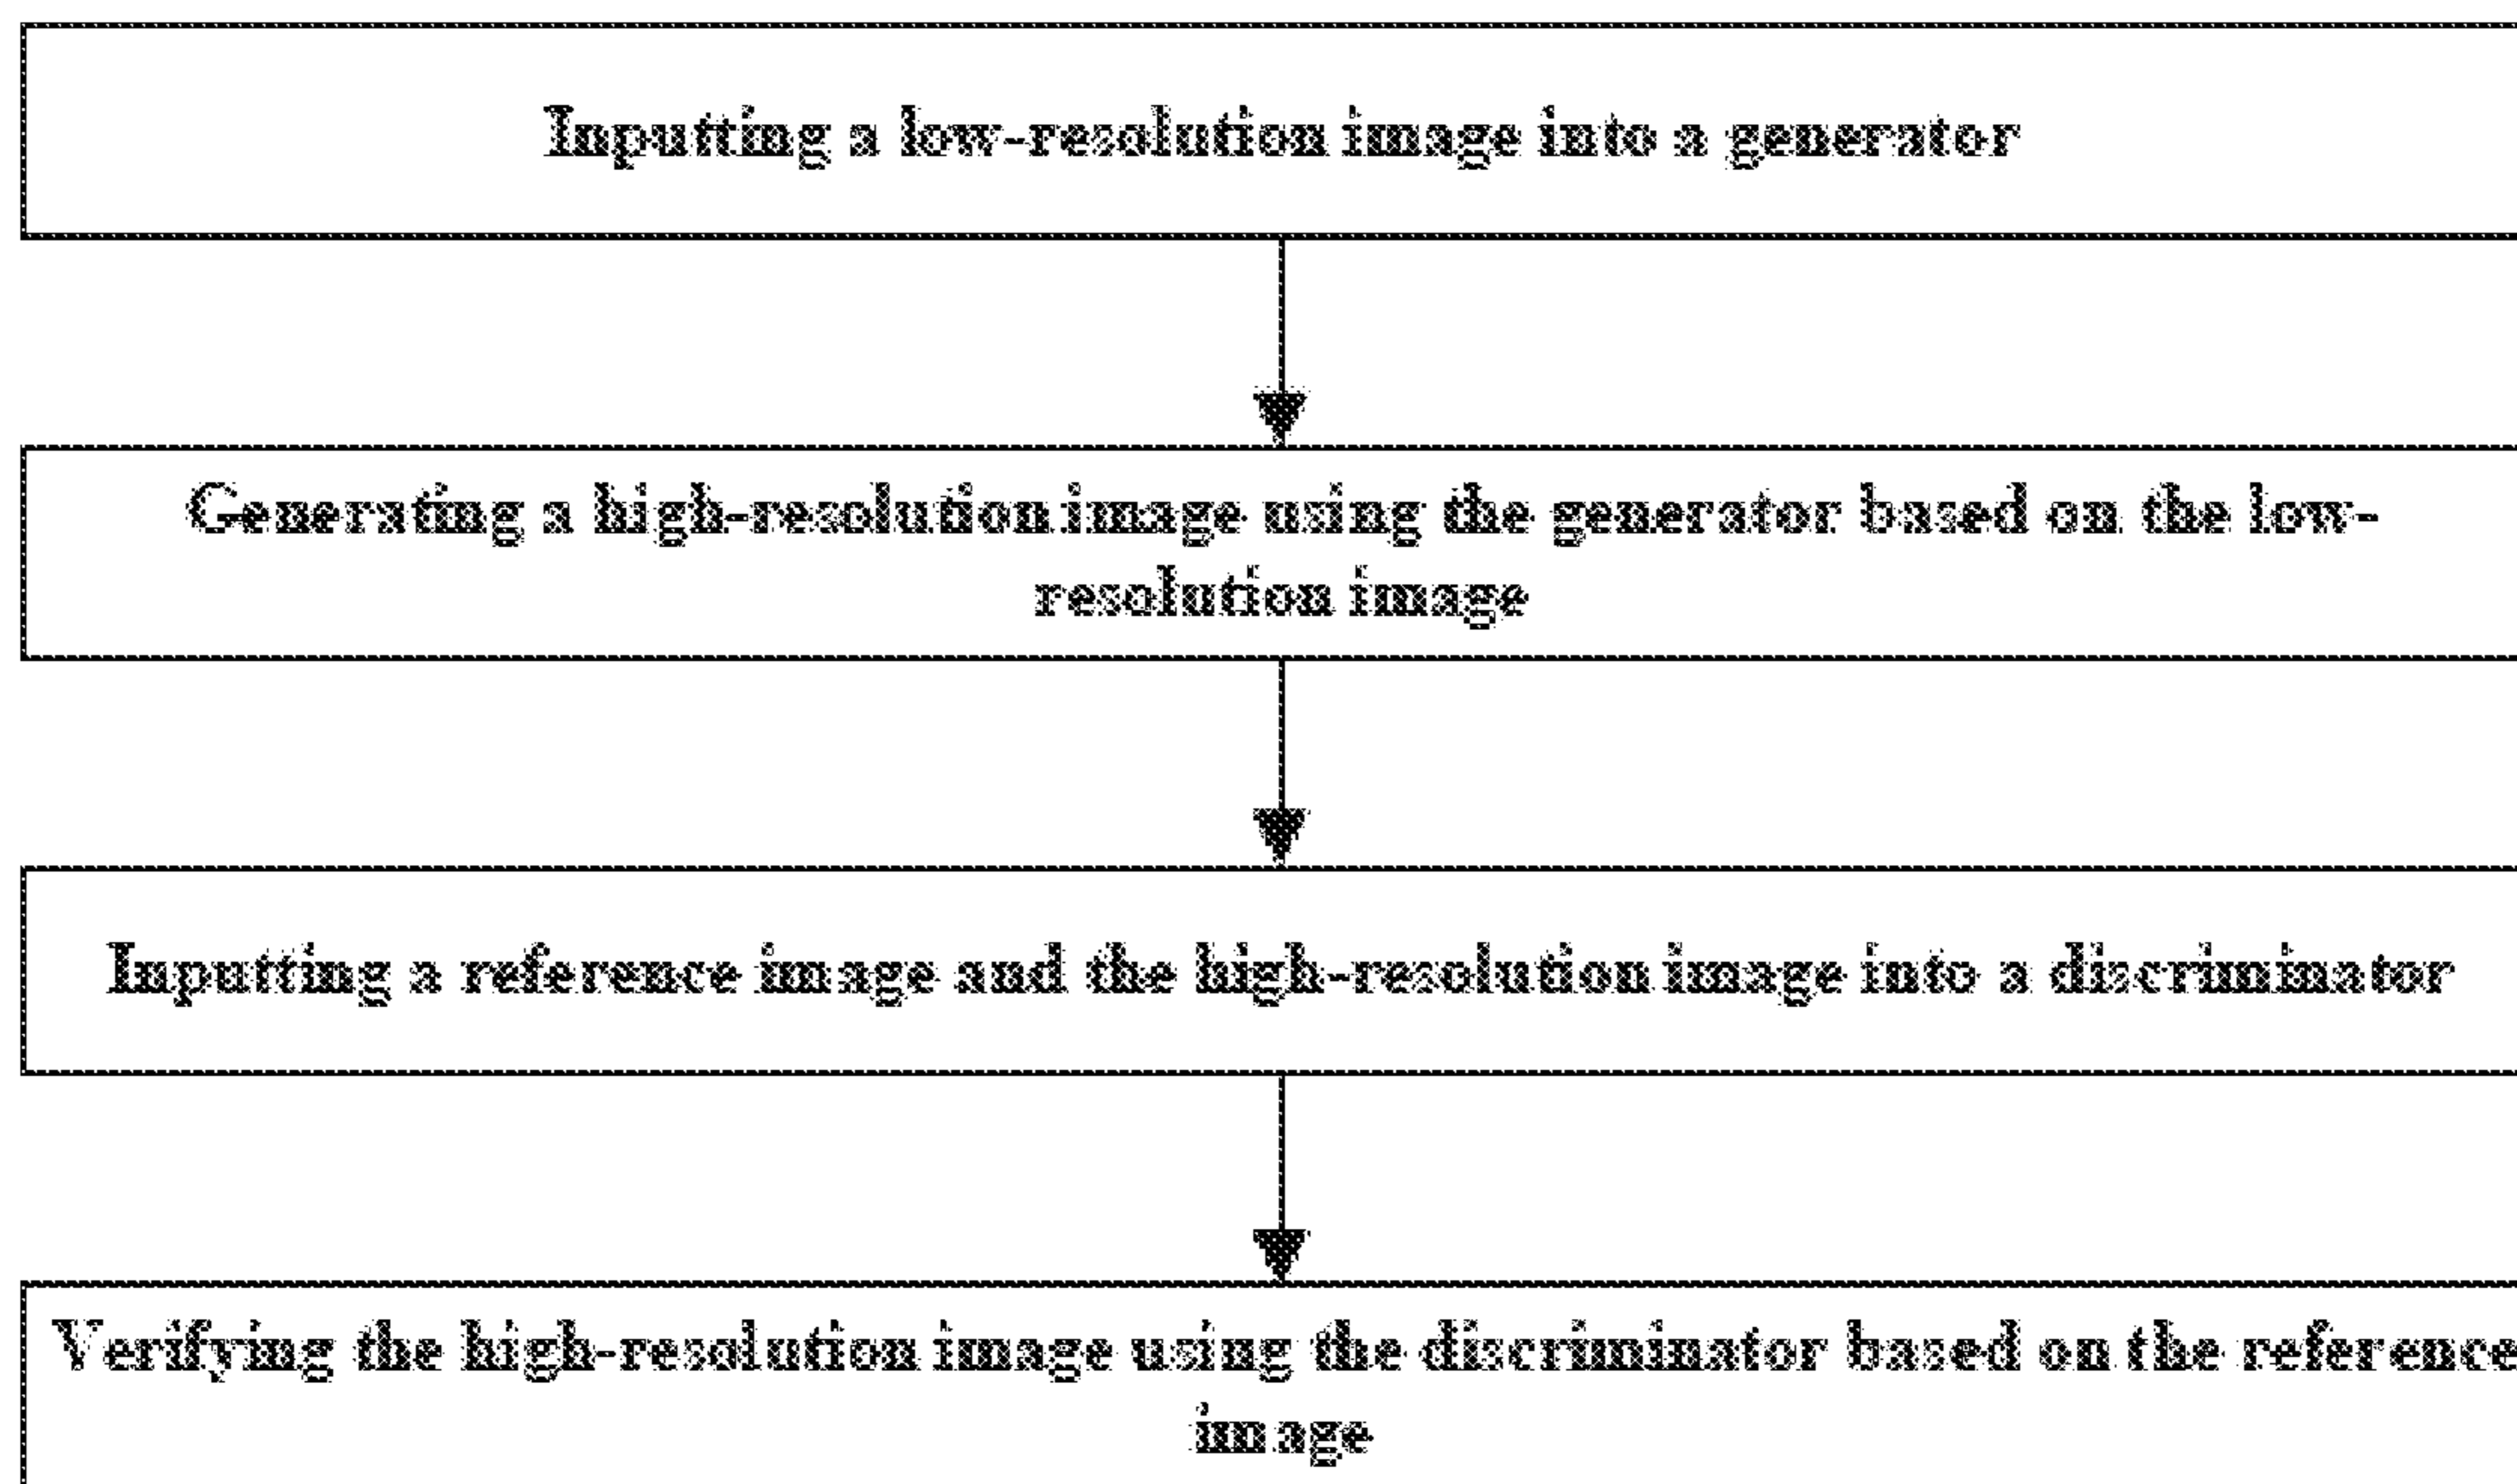 Inputting a low-resolution image into a generator
Generating a high-resolution image using the generator based on the low-
resolution image
Inputting a reference image and the high-resolution image into a discriminator
Verifying the high-resolution image using the discriminator based on the reference
image